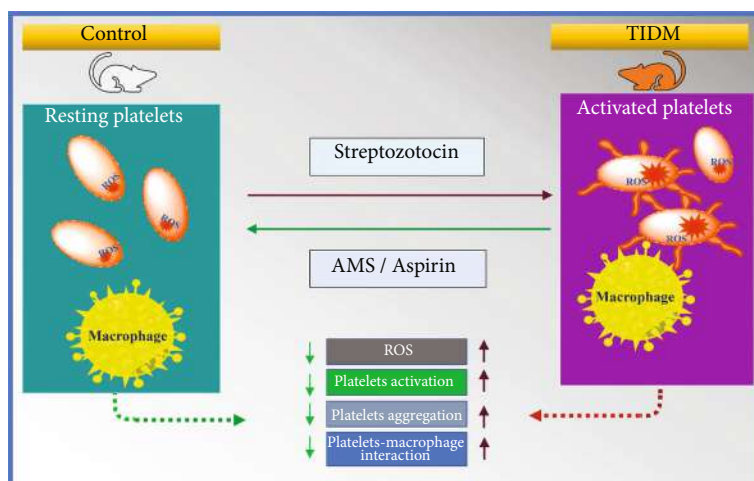 Control
TIDM
Resting platelets
Activated platelets
ROS
ROS
ROS
Macrophage
Streptozotocin
AMS / Aspirin
ROS
ROS
ROS
Macrophage
ROS
Platelets activation
Platelets aggregation
Platelets-macrophage
interaction